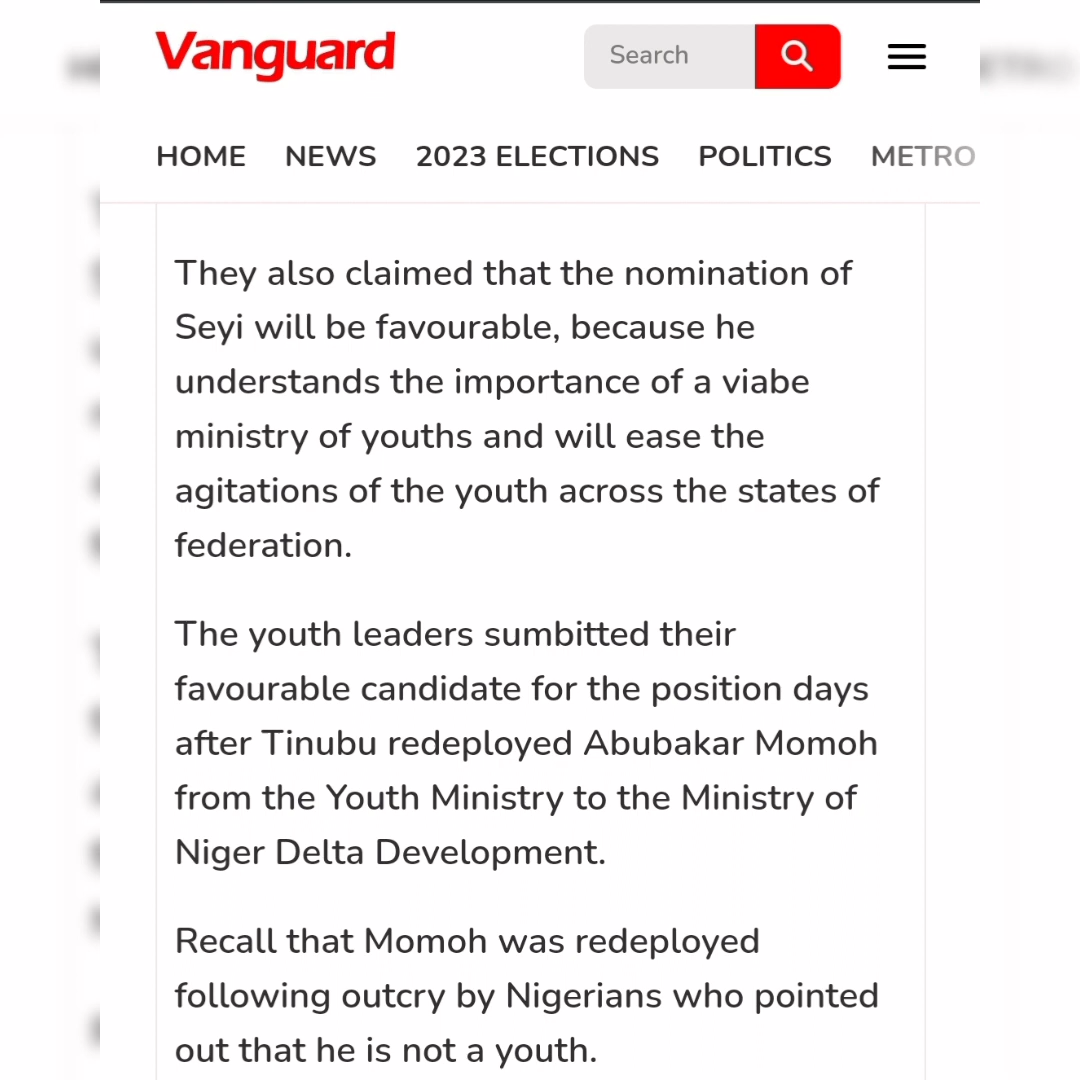 Vanguard
Search
HOME NEWS 2023 ELECTIONS POLITICS METRO
They also claimed that the nomination of
Seyi will be favourable, because he
understands the importance of a viabe
ministry of youths and will ease the
agitations of the youth across the states of
federation.
The youth leaders sumbitted their
favourable candidate for the position days
after Tinubu redeployed Abubakar Momoh
from the Youth Ministry to the Ministry of
Niger Delta Development.
Recall that Momoh was redeployed
following outcry by Nigerians who pointed
out that he is not a youth.